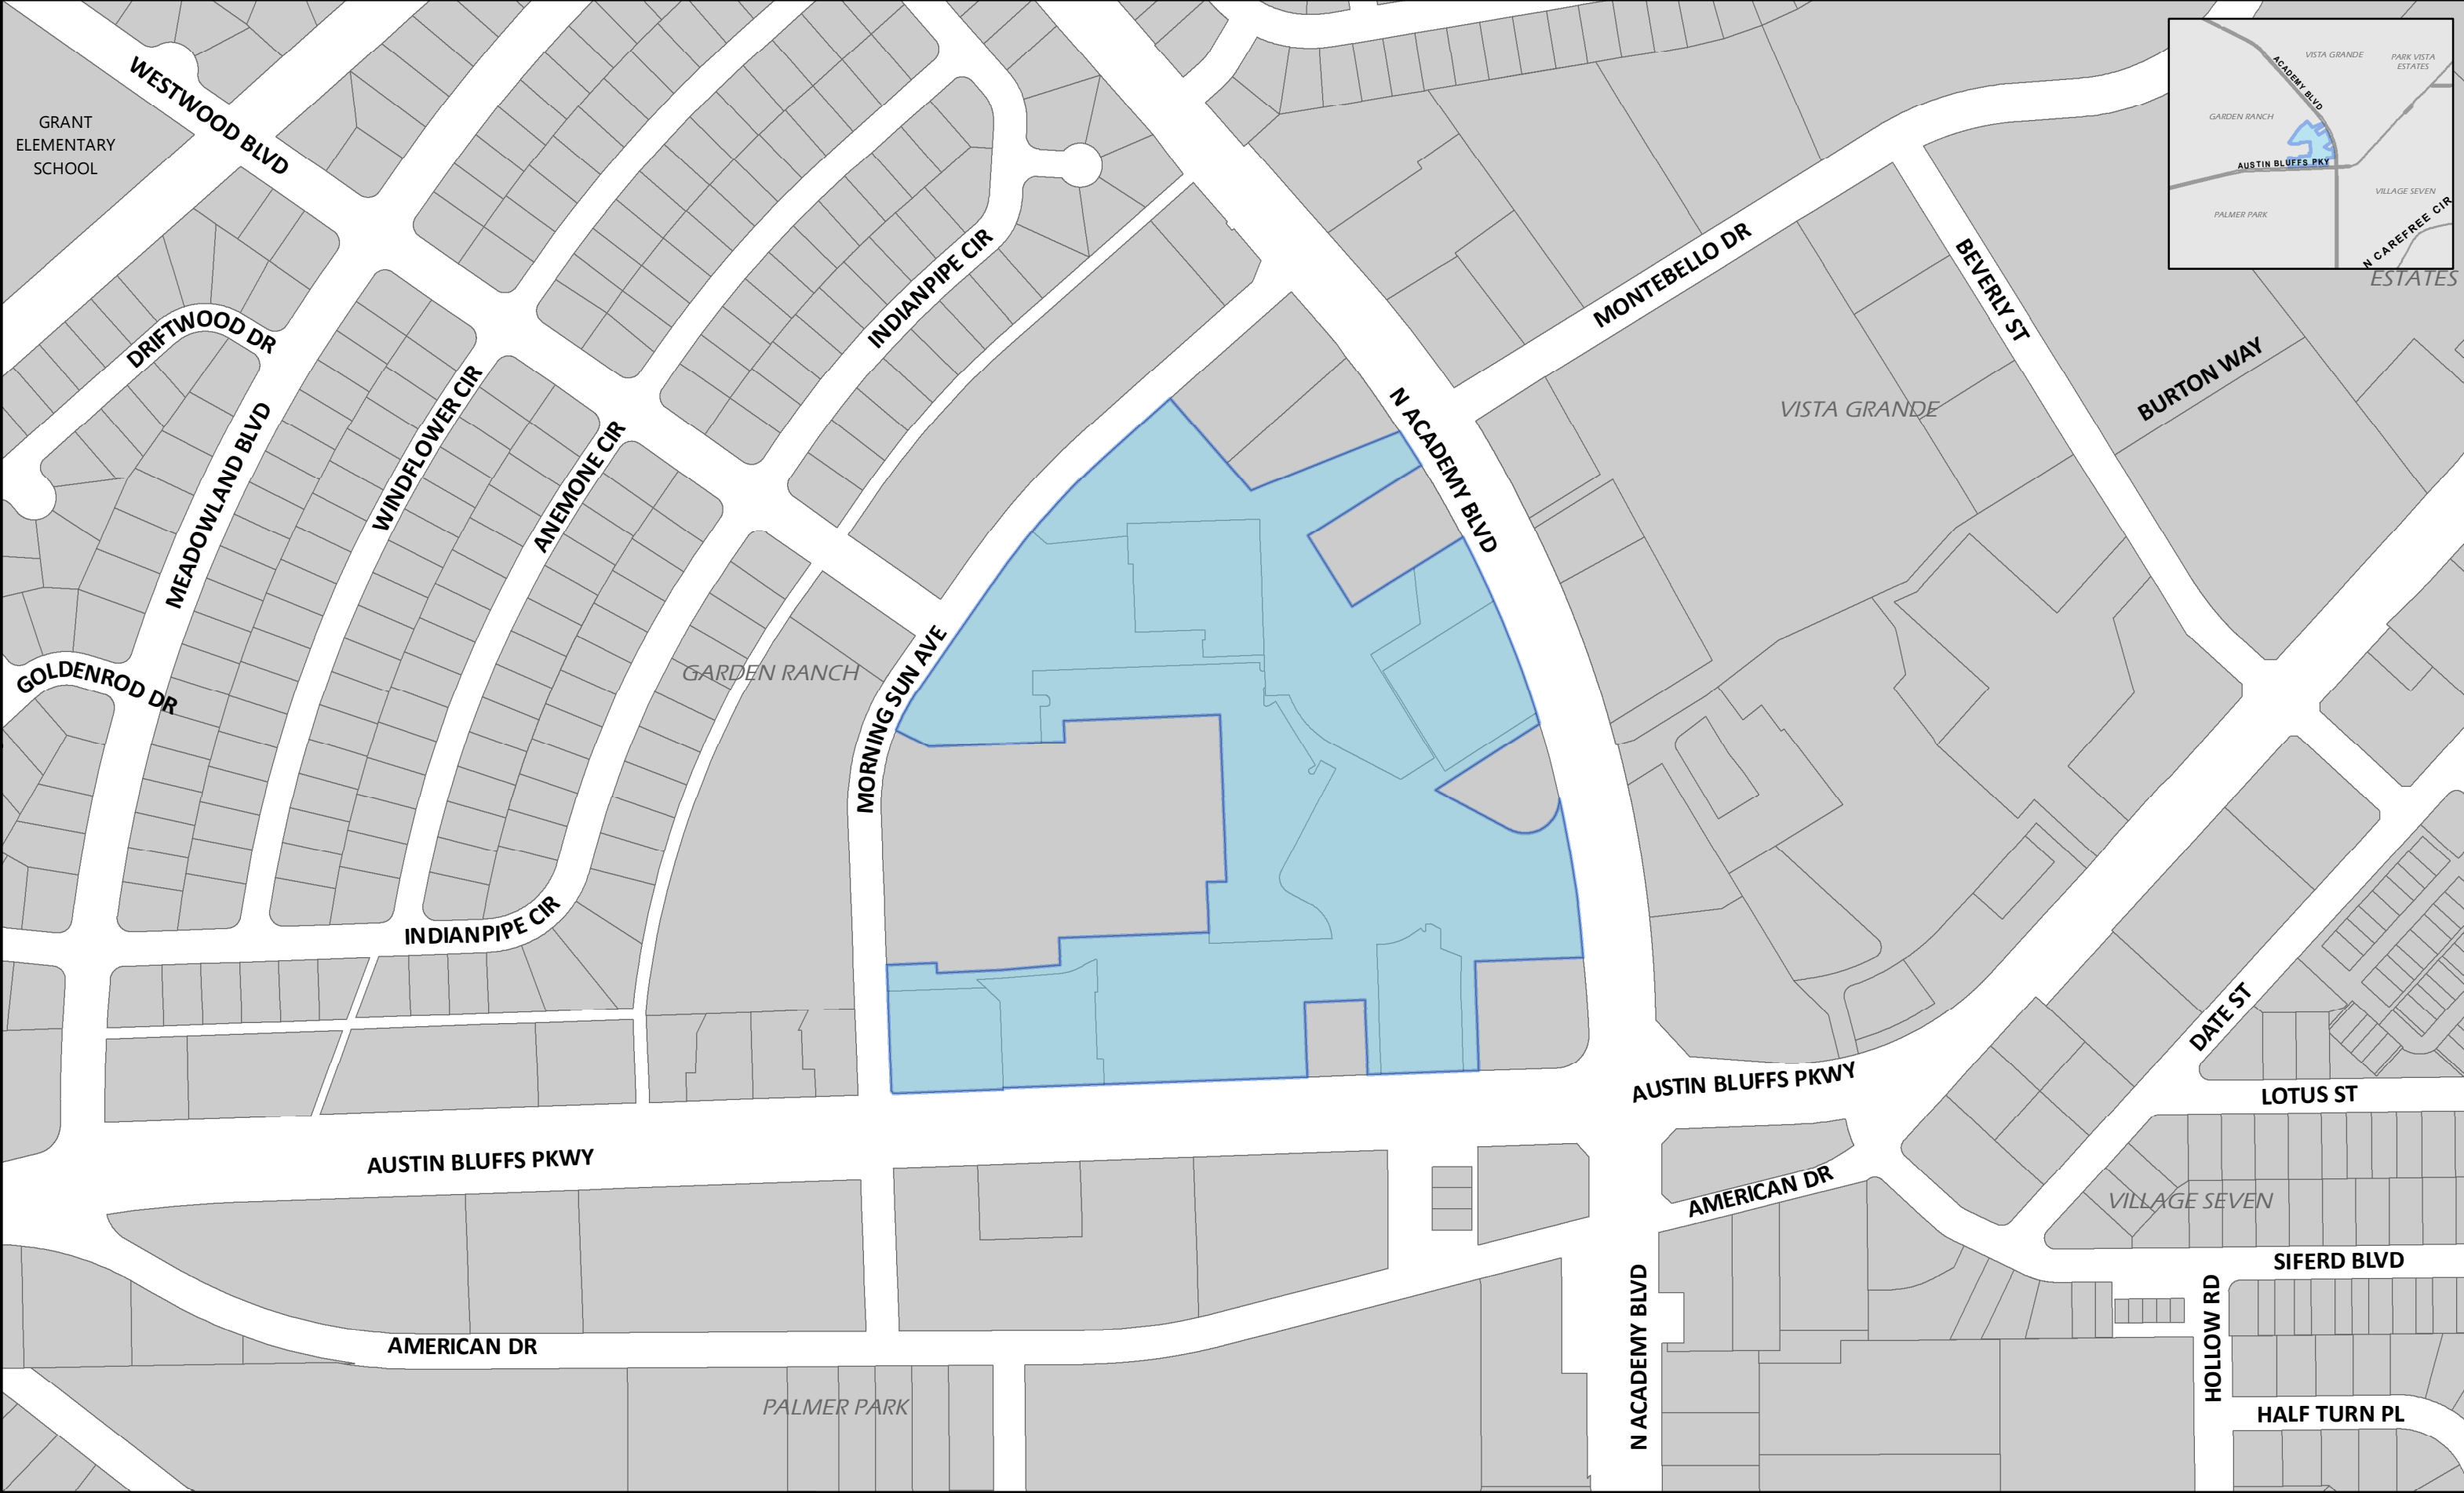 WESTWOOD BLVD
GRANT
ELEMENTARY
SCHOOL
DRIFTWOOD DR
INDIANPIPE CIR
MONTEBELLO DR
BEVERLY ST
BURTON WAY
ESTATES
VISTA GRANDE
N ACADEMY BLVD
MEADOWLAND BLVD
WINDFLOWER CIR
ANEMONE CIR
GOLDENROD DR
GARDEN RANCH
MORNING SUN AVE
INDIANPIPE CIR
DATE ST
AUSTIN BLUFFS PKWY
LOTUS ST
AUSTIN BLUFFS PKWY
AMERICAN DR
VILLAGE SEVEN
SIFERD BLVD
N ACADEMY BLVD
HOLLOW RD
AMERICAN DR
PALMER PARK
HALF TURN PL
VISTA GRANDE
PARK VISTA
ESTATES
ACADEMY BLVD
GARDEN RANCH
AUSTIN BLUFFS PKY
VILLAGE SEVEN
PALMER PARK
N CAREFREE CIR